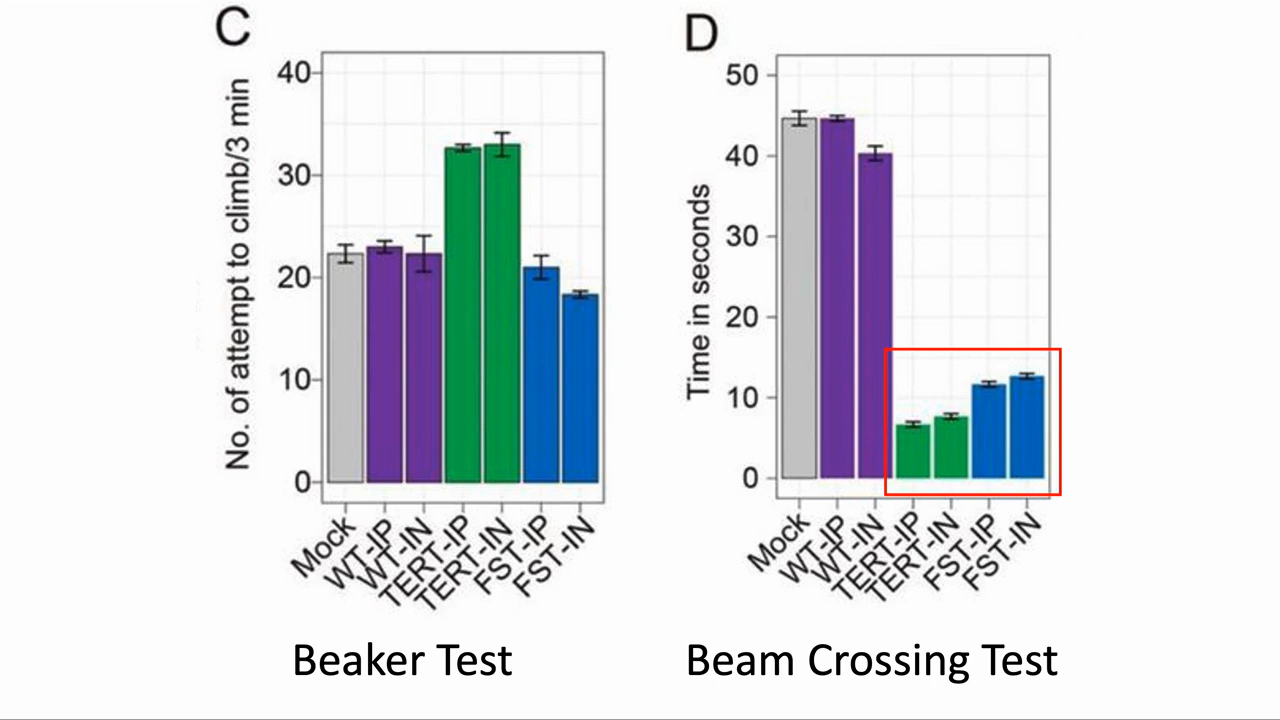 C
No. of attempt to climb/3 min
40
30
20
10
0
Mock
WT-IP
WT-IN
TERT-IP
TERT-IN
FST-IP
FST-IN
Beaker Test
D
Time in seconds
50
40
30
20
10
0
Mock
WT-IP
WT-IN
TERT-IP
TERT-IN
FST-IP
FST-IN
Beam Crossing Test